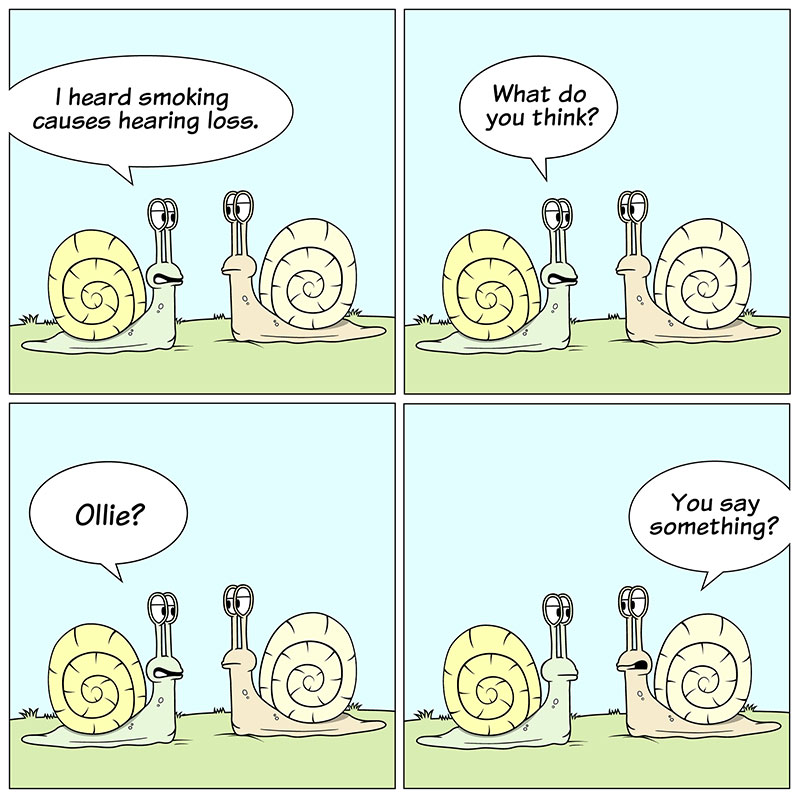 I heard smoking
causes hearing loss.
What do
you think?
Ollie?
You say
something?